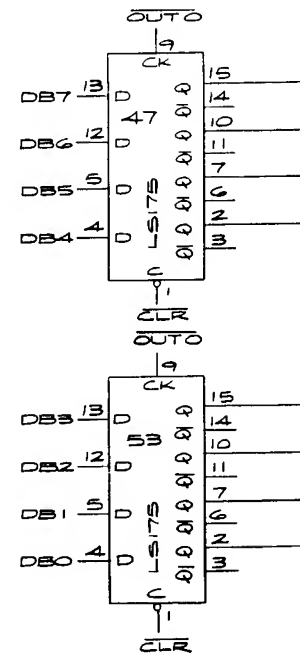 OUTO
9
CK
DB7 13 D Q 15
47 Q 14
DB6 12 D Q 10
Q 11
DB5 5 D Q 7
Q 6
DB4 4 D Q 2
Q 3
LS175
C
1
CLR
OUTO
9
CK
DB3 13 D Q 15
53 Q 14
DB2 12 D Q 10
Q 11
DB1 5 D Q 7
Q 6
DB0 4 D Q 2
Q 3
LS175
C
1
CLR